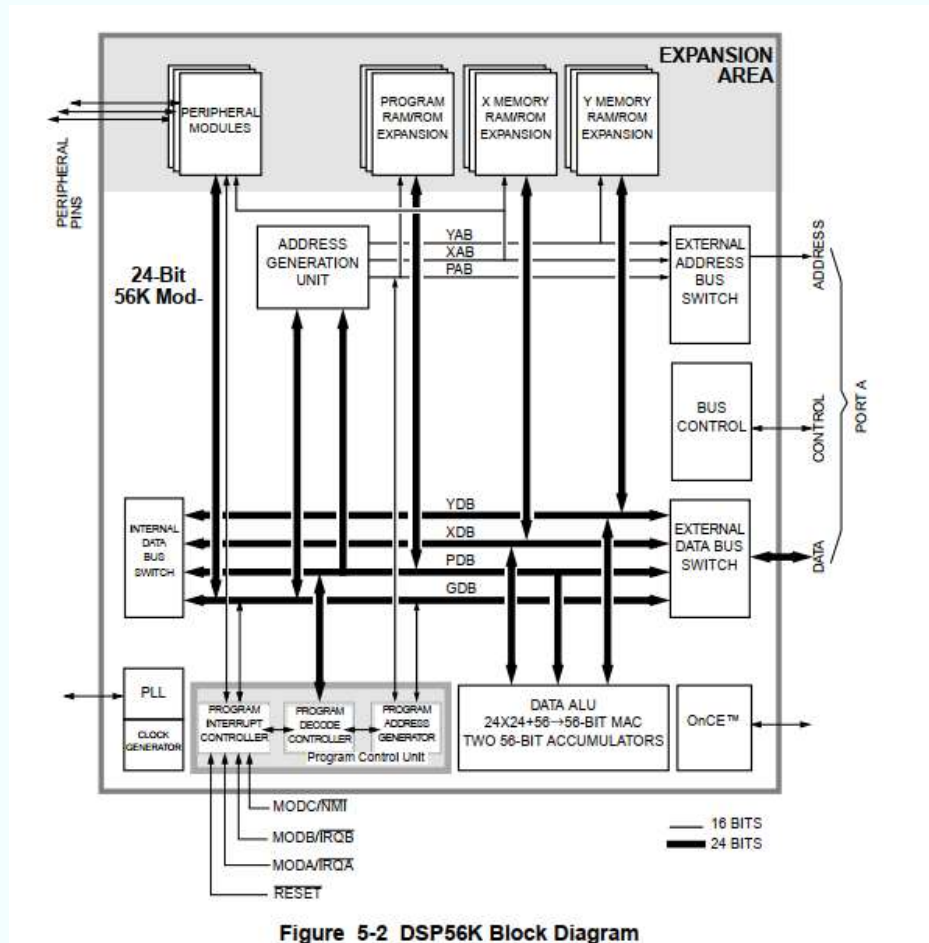 EXPANSION
AREA
PERIPHERAL
MODULES
PROGRAM
RAM/ROM
EXPANSION
X MEMORY
RAM/ROM
EXPANSION
Y MEMORY
RAM/ROM
EXPANSION
PERIPHERAL
PINS
24-Bit
56K Mod-
ADDRESS
GENERATION
UNIT
YAB
XAB
PAB
EXTERNAL
ADDRESS
BUS
SWITCH
ADDRESS
BUS
CONTROL
CONTROL
PORT A
INTERNAL
DATA
BUS
SWITCH
YDB
XDB
PDB
GDB
EXTERNAL
DATA BUS
SWITCH
DATA
PLL
CLOCK
GENERATOR
PROGRAM
INTERRUPT
CONTROLLER
PROGRAM
DECODE
CONTROLLER
PROGRAM
ADDRESS
GENERATOR
Program Control Unit
DATA ALU
24X24+56→56-BIT MAC
TWO 56-BIT ACCUMULATORS
OnCE™
MODC/NMI
MODB/IRQB
MODA/IRQA
RESET
16 BITS
24 BITS
Figure 5-2 DSP56K Block Diagram